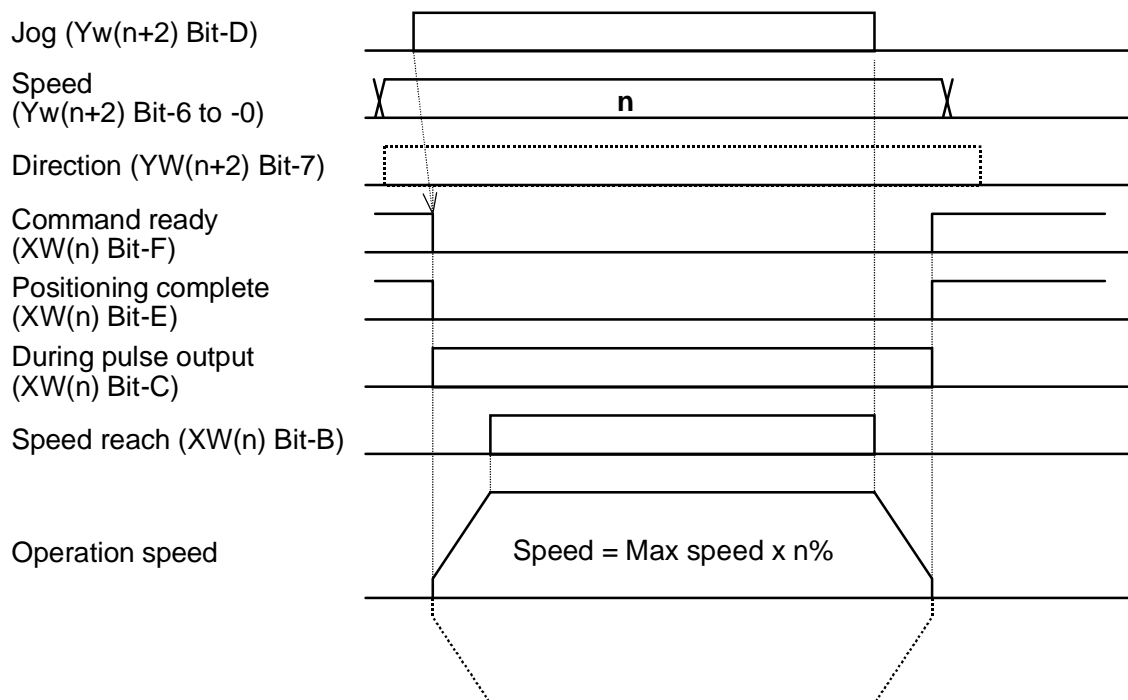 Jog (Yw(n+2) Bit-D)
Speed
(Yw(n+2) Bit-6 to -0)
n
Direction (YW(n+2) Bit-7)
Command ready
(XW(n) Bit-F)
Positioning complete
(XW(n) Bit-E)
During pulse output
(XW(n) Bit-C)
Speed reach (XW(n) Bit-B)
Operation speed
Speed = Max speed x n%